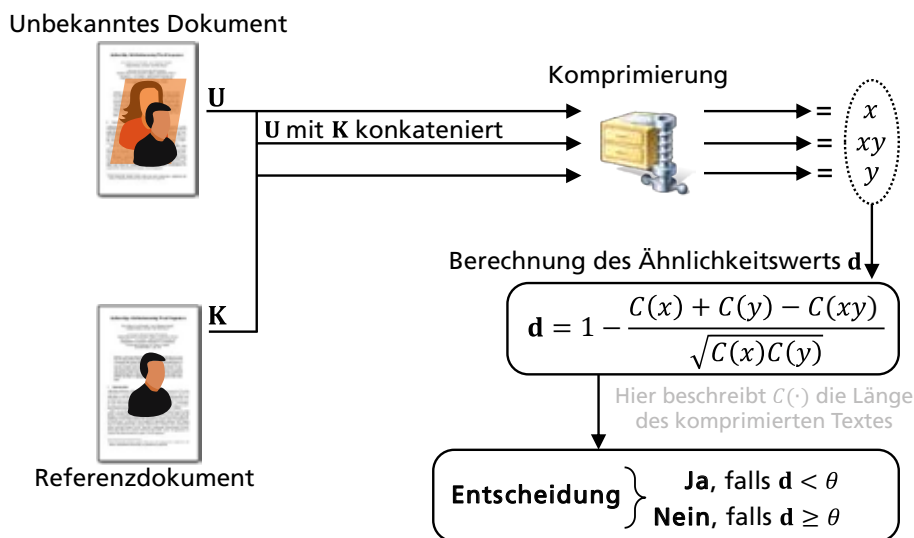 Unbekanntes Dokument
U
Komprimierung
U mit K konkateniert
= x
= xy
= y
Berechnung des Ähnlichkeitswerts d
K
d = 1 − (C(x) + C(y) − C(xy)) / √(C(x)C(y))
Hier beschreibt C(·) die Länge
des komprimierten Textes
Referenzdokument
Entscheidung } Ja, falls d < θ
Nein, falls d ≥ θ